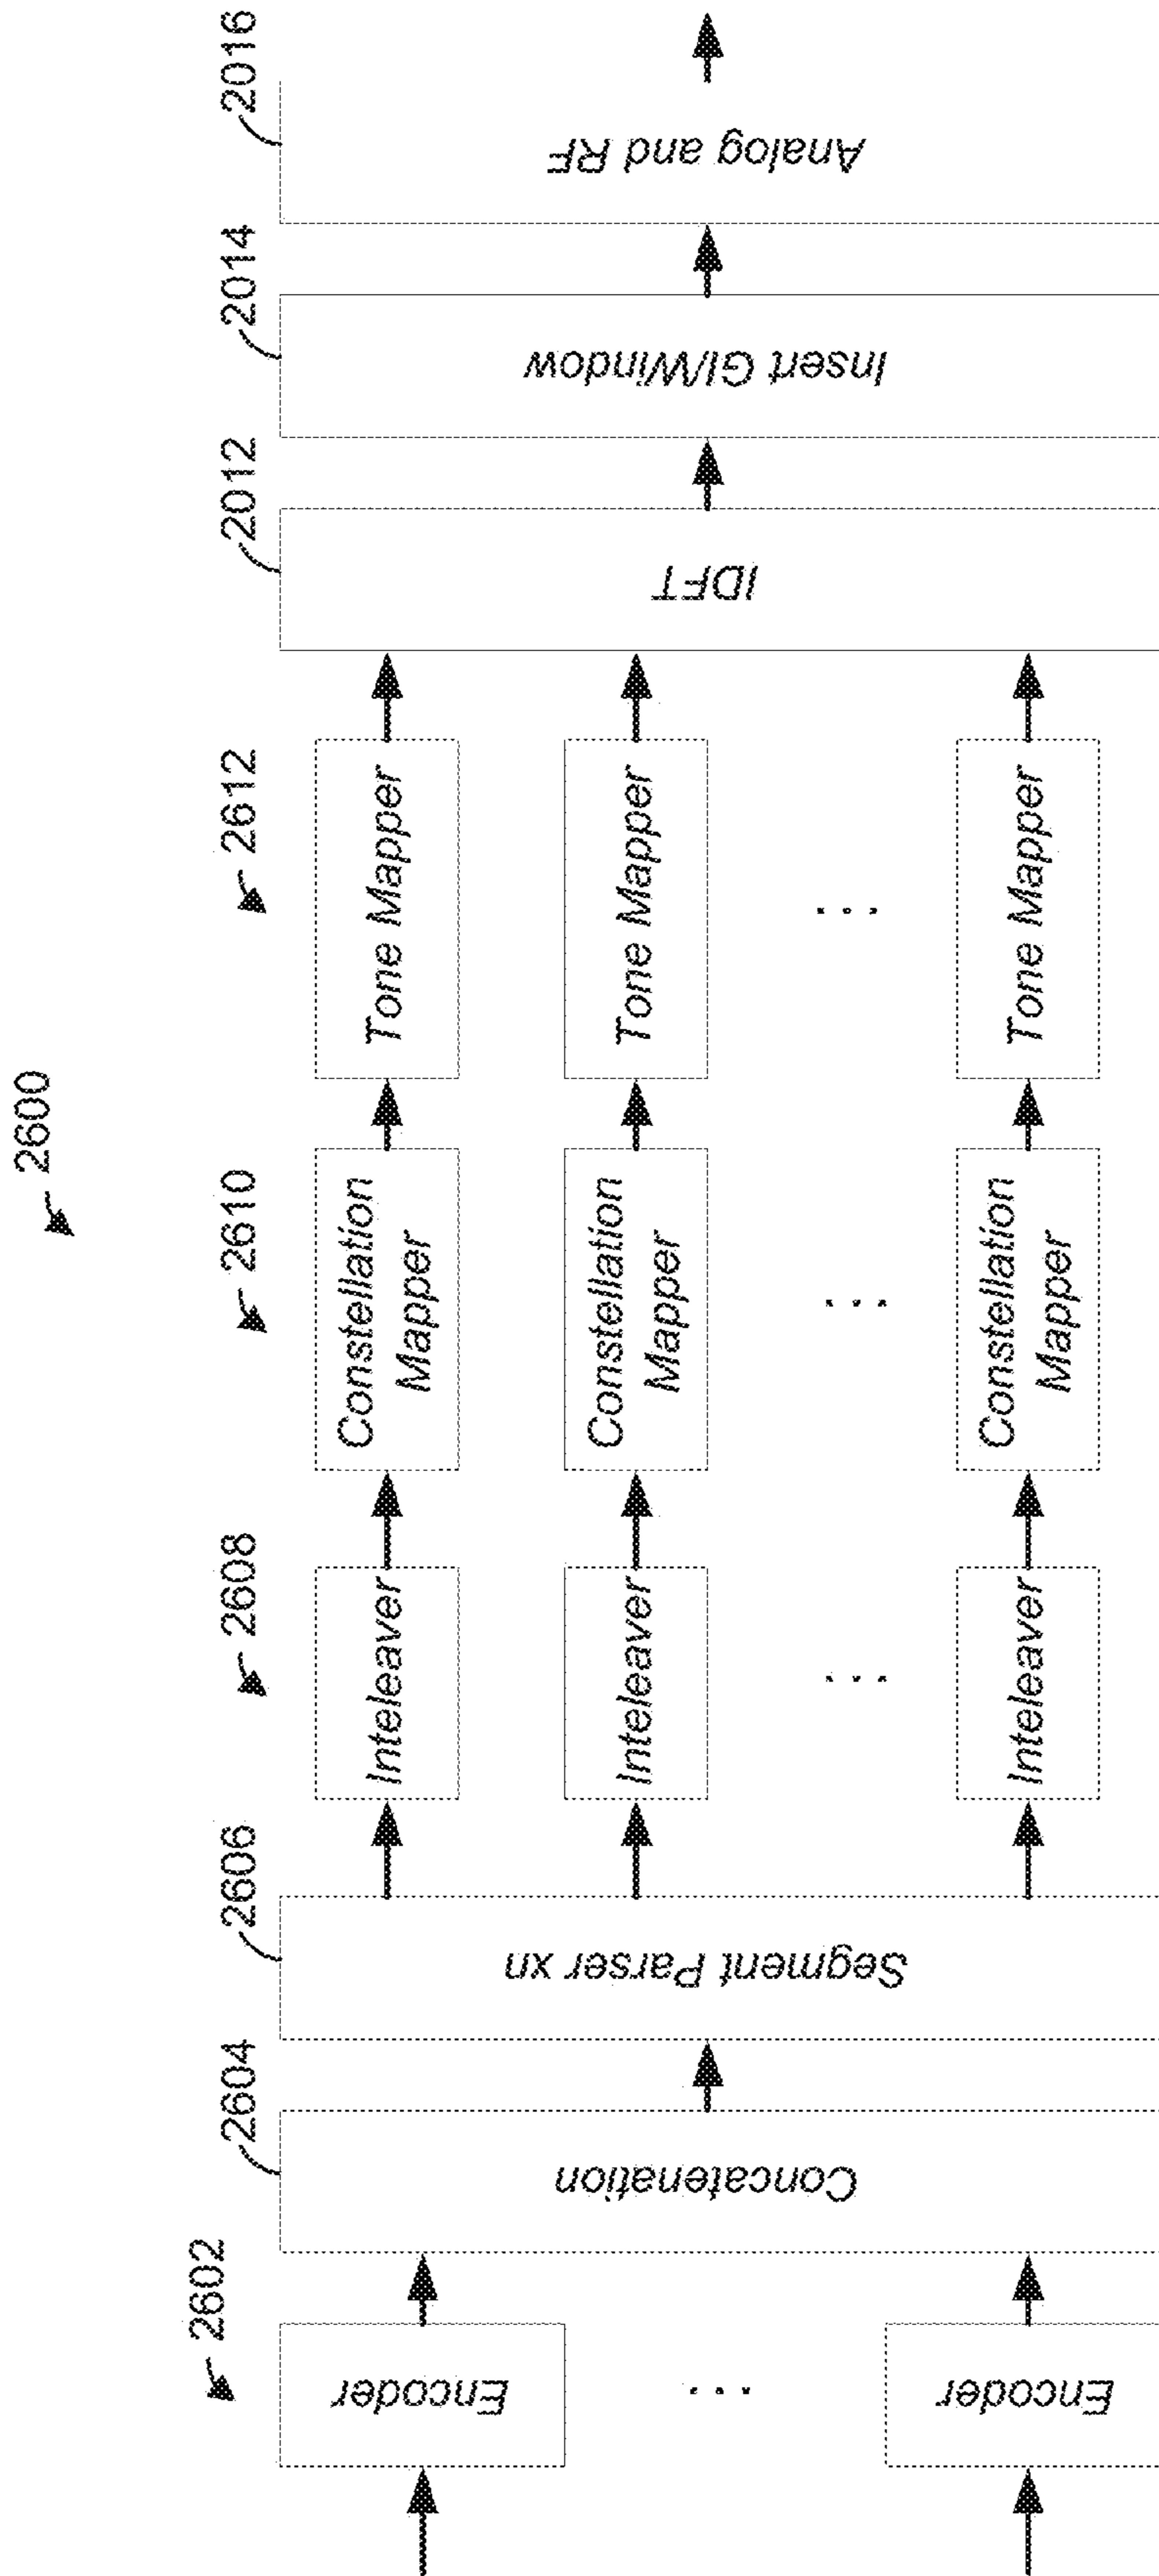 2600
2602
Encoder
Encoder
2604
Concatenation
2606
Segment Parser xn
2608
Inteleaver
Inteleaver
Inteleaver
2610
Constellation
Mapper
Constellation
Mapper
Constellation
Mapper
2612
Tone Mapper
Tone Mapper
Tone Mapper
2012
IDFT
2014
Insert GI/Window
2016
Analog and RF